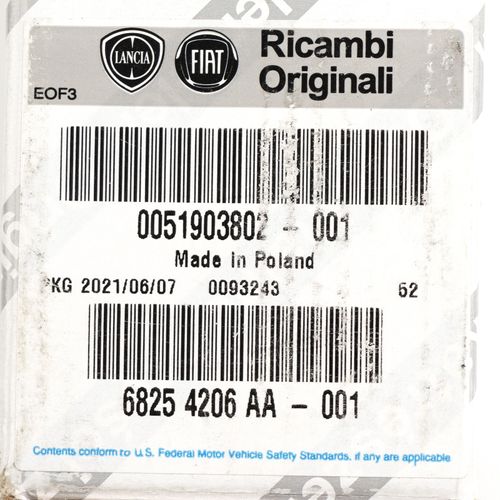 LANCIA FIAT Ricambi
Originali
EOF3
0051903802 - 001
Made in Poland
PKG 2021/06/07 0093243 52
6825 4206 AA - 001
Contents conform to U.S. Federal Motor Vehicle Safety Standards, if any are applicable